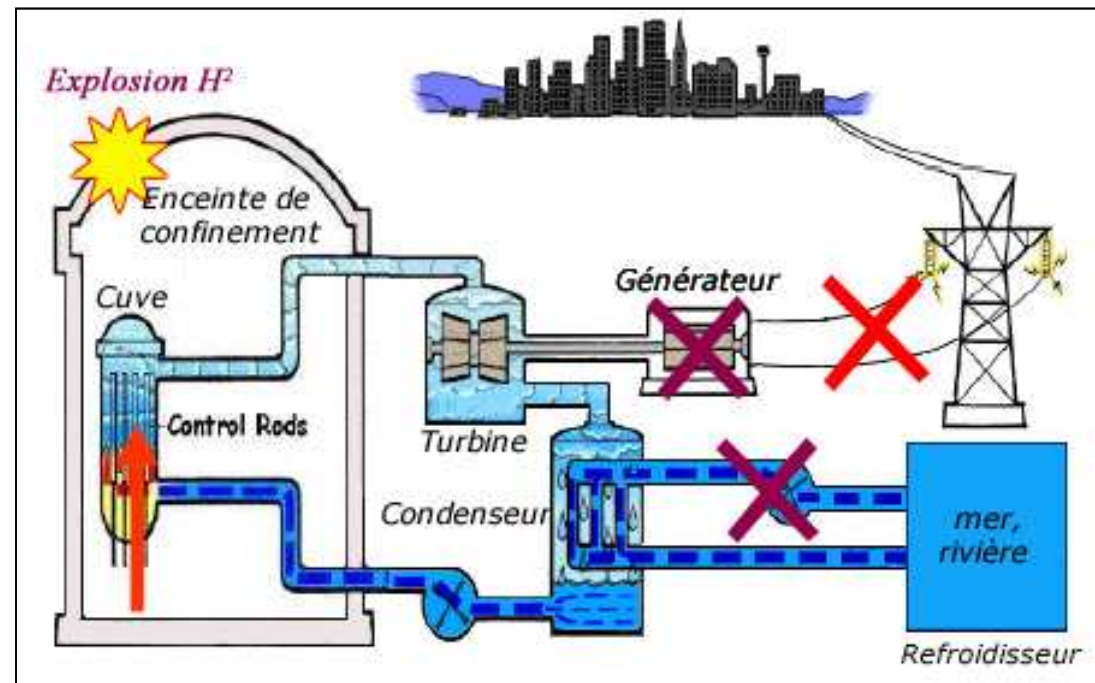 Explosion H²
Enceinte de
confinement
Cuve
Générateur
Control Rods
Turbine
Condenseur
mer,
rivière
Refroidisseur